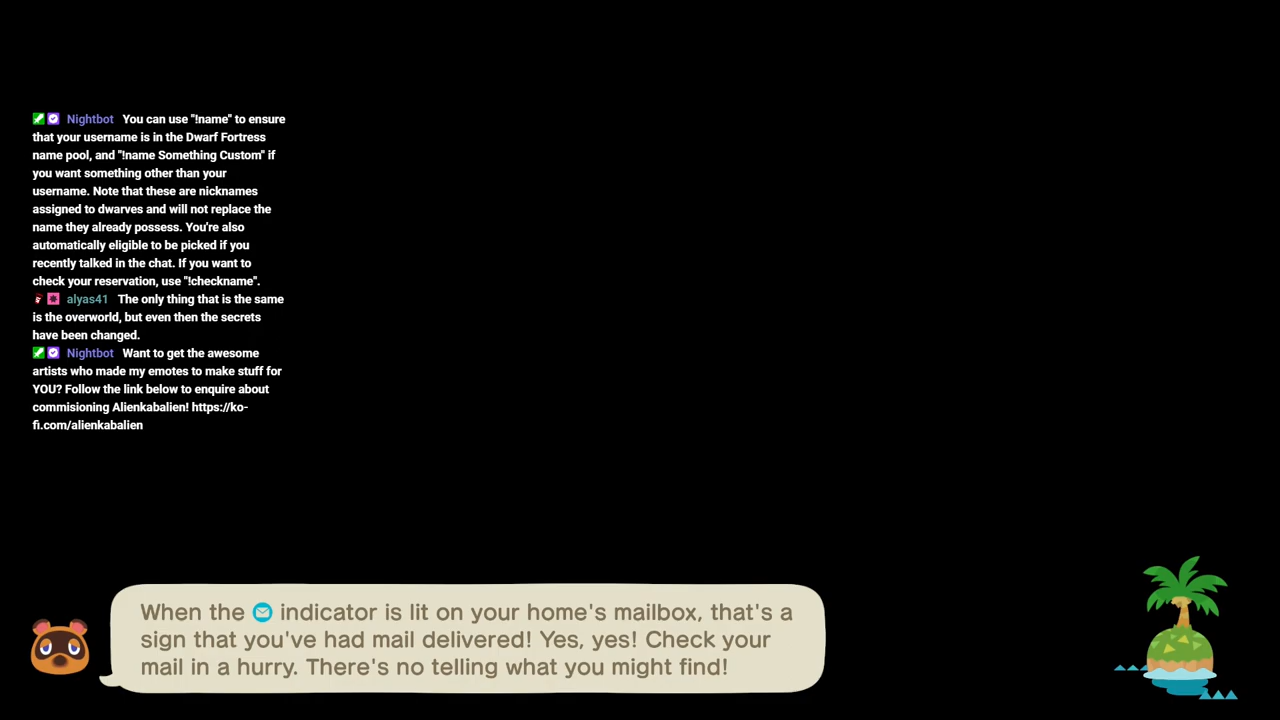 Nightbot You can use "!name" to ensure
that your username is in the Dwarf Fortress
name pool, and "!name Something Custom" if
you want something other than your
username. Note that these are nicknames
assigned to dwarves and will not replace the
name they already possess. You're also
automatically eligible to be picked if you
recently talked in the chat. If you want to
check your reservation, use "!checkname".
alyas41 The only thing that is the same
is the overworld, but even then the secrets
have been changed.
Nightbot Want to get the awesome
artists who made my emotes to make stuff for
YOU? Follow the link below to enquire about
commisioning Alienkabalien! https://ko-
fi.com/alienkabalien
When the indicator is lit on your home's mailbox, that's a
sign that you've had mail delivered! Yes, yes! Check your
mail in a hurry. There's no telling what you might find!